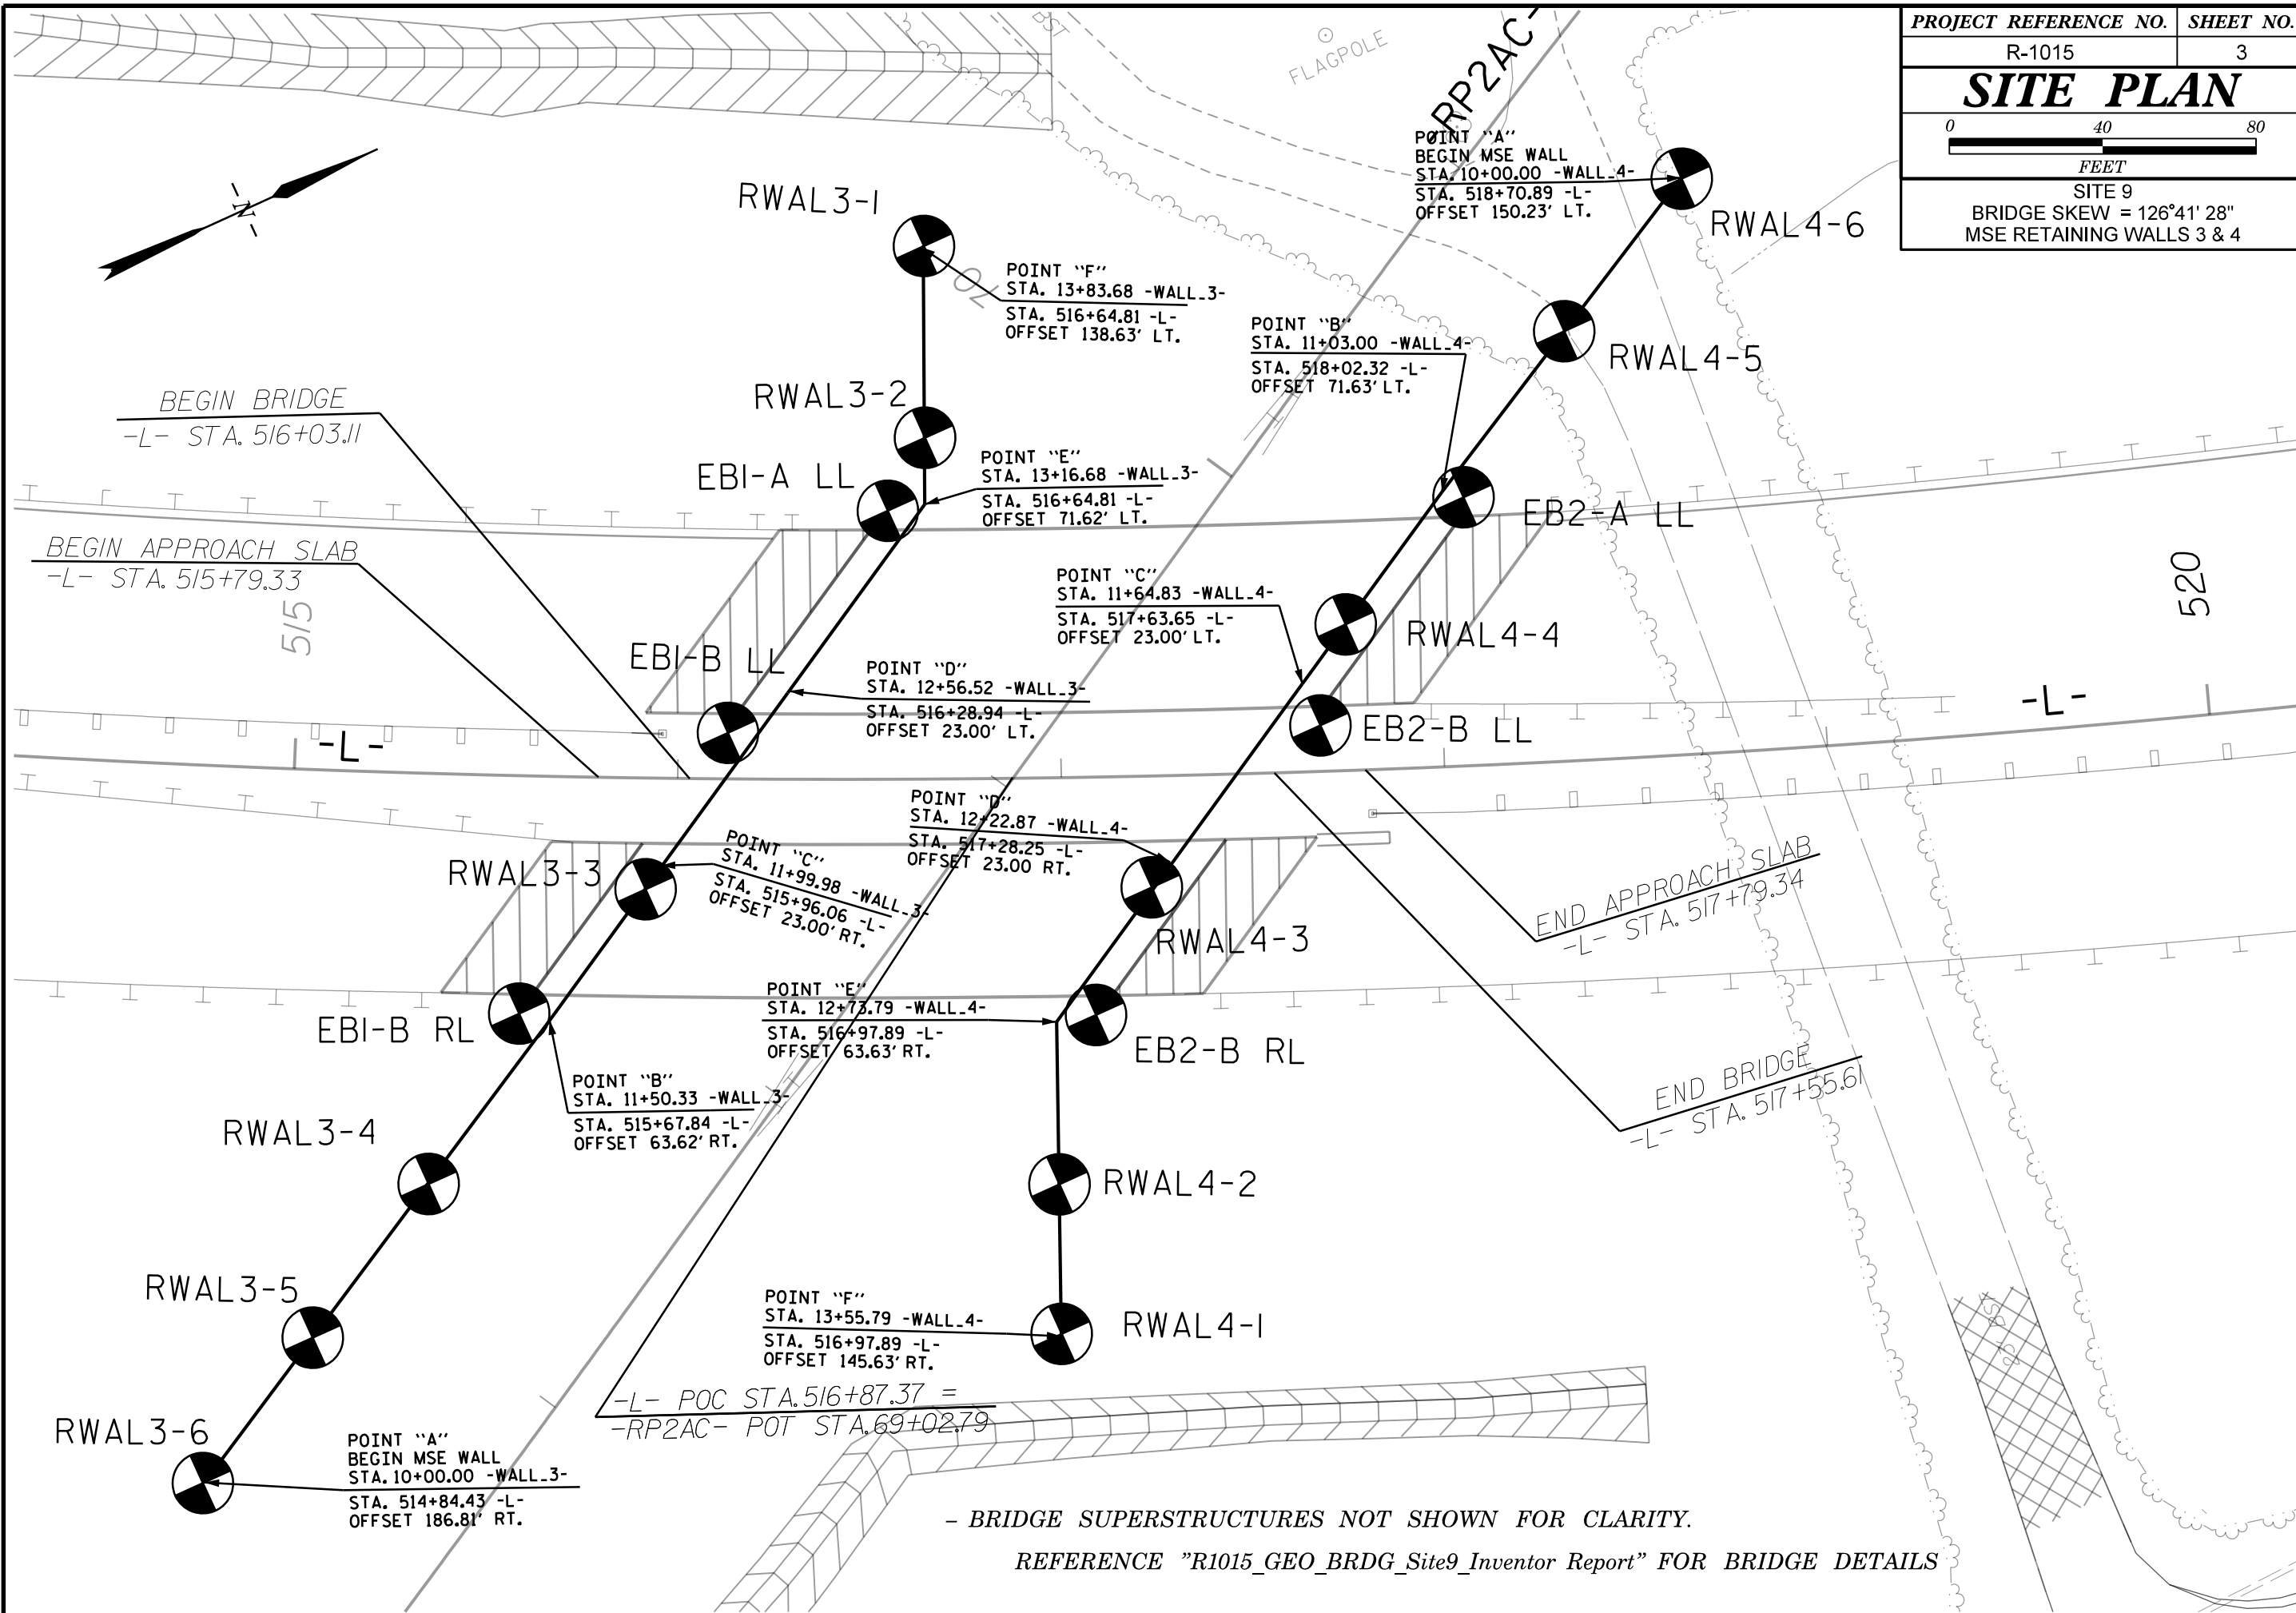 PROJECT REFERENCE NO. SHEET NO.
R-1015 3
SITE PLAN
0 40 80
FEET
SITE 9
BRIDGE SKEW = 126°41' 28"
MSE RETAINING WALLS 3 & 4
FLAGPOLE
-RP2AC-
-N-
POINT "A"
BEGIN MSE WALL
STA. 10+00.00 -WALL_4-
STA. 518+70.89 -L-
OFFSET 150.23' LT.
RWAL4-6
RWAL3-1
70
POINT "F"
STA. 13+83.68 -WALL_3-
STA. 516+64.81 -L-
OFFSET 138.63' LT.
POINT "B"
STA. 11+03.00 -WALL_4-
STA. 518+02.32 -L-
OFFSET 71.63' LT.
RWAL4-5
RWAL3-2
BEGIN BRIDGE
-L- STA. 516+03.11
EB1-A LL
POINT "E"
STA. 13+16.68 -WALL_3-
STA. 516+64.81 -L-
OFFSET 71.62' LT.
EB2-A LL
BEGIN APPROACH SLAB
-L- STA. 515+79.33
515
520
POINT "C"
STA. 11+64.83 -WALL_4-
STA. 517+63.65 -L-
OFFSET 23.00' LT.
RWAL4-4
EB1-B LL
POINT "D"
STA. 12+56.52 -WALL_3-
STA. 516+28.94 -L-
OFFSET 23.00' LT.
EB2-B LL
-L-
-L-
POINT "D"
STA. 12+22.87 -WALL_4-
STA. 517+28.25 -L-
OFFSET 23.00 RT.
RWAL3-3
POINT "C"
STA. 11+99.98 -WALL_3-
STA. 515+96.06 -L-
OFFSET 23.00' RT.
END APPROACH SLAB
-L- STA. 517+79.34
RWAL4-3
POINT "E"
STA. 12+73.79 -WALL_4-
STA. 516+97.89 -L-
OFFSET 63.63' RT.
EB1-B RL
EB2-B RL
POINT "B"
STA. 11+50.33 -WALL_3-
STA. 515+67.84 -L-
OFFSET 63.62' RT.
END BRIDGE
-L- STA. 517+55.61
RWAL3-4
RWAL4-2
RWAL3-5
POINT "F"
STA. 13+55.79 -WALL_4-
STA. 516+97.89 -L-
OFFSET 145.63' RT.
RWAL4-1
-L- POC STA. 516+87.37 =
-RP2AC- POT STA. 69+02.79
RWAL3-6
POINT "A"
BEGIN MSE WALL
STA. 10+00.00 -WALL_3-
STA. 514+84.43 -L-
OFFSET 186.81' RT.
- BRIDGE SUPERSTRUCTURES NOT SHOWN FOR CLARITY.
REFERENCE "R1015_GEO_BRDG_Site9_Inventor Report" FOR BRIDGE DETAILS